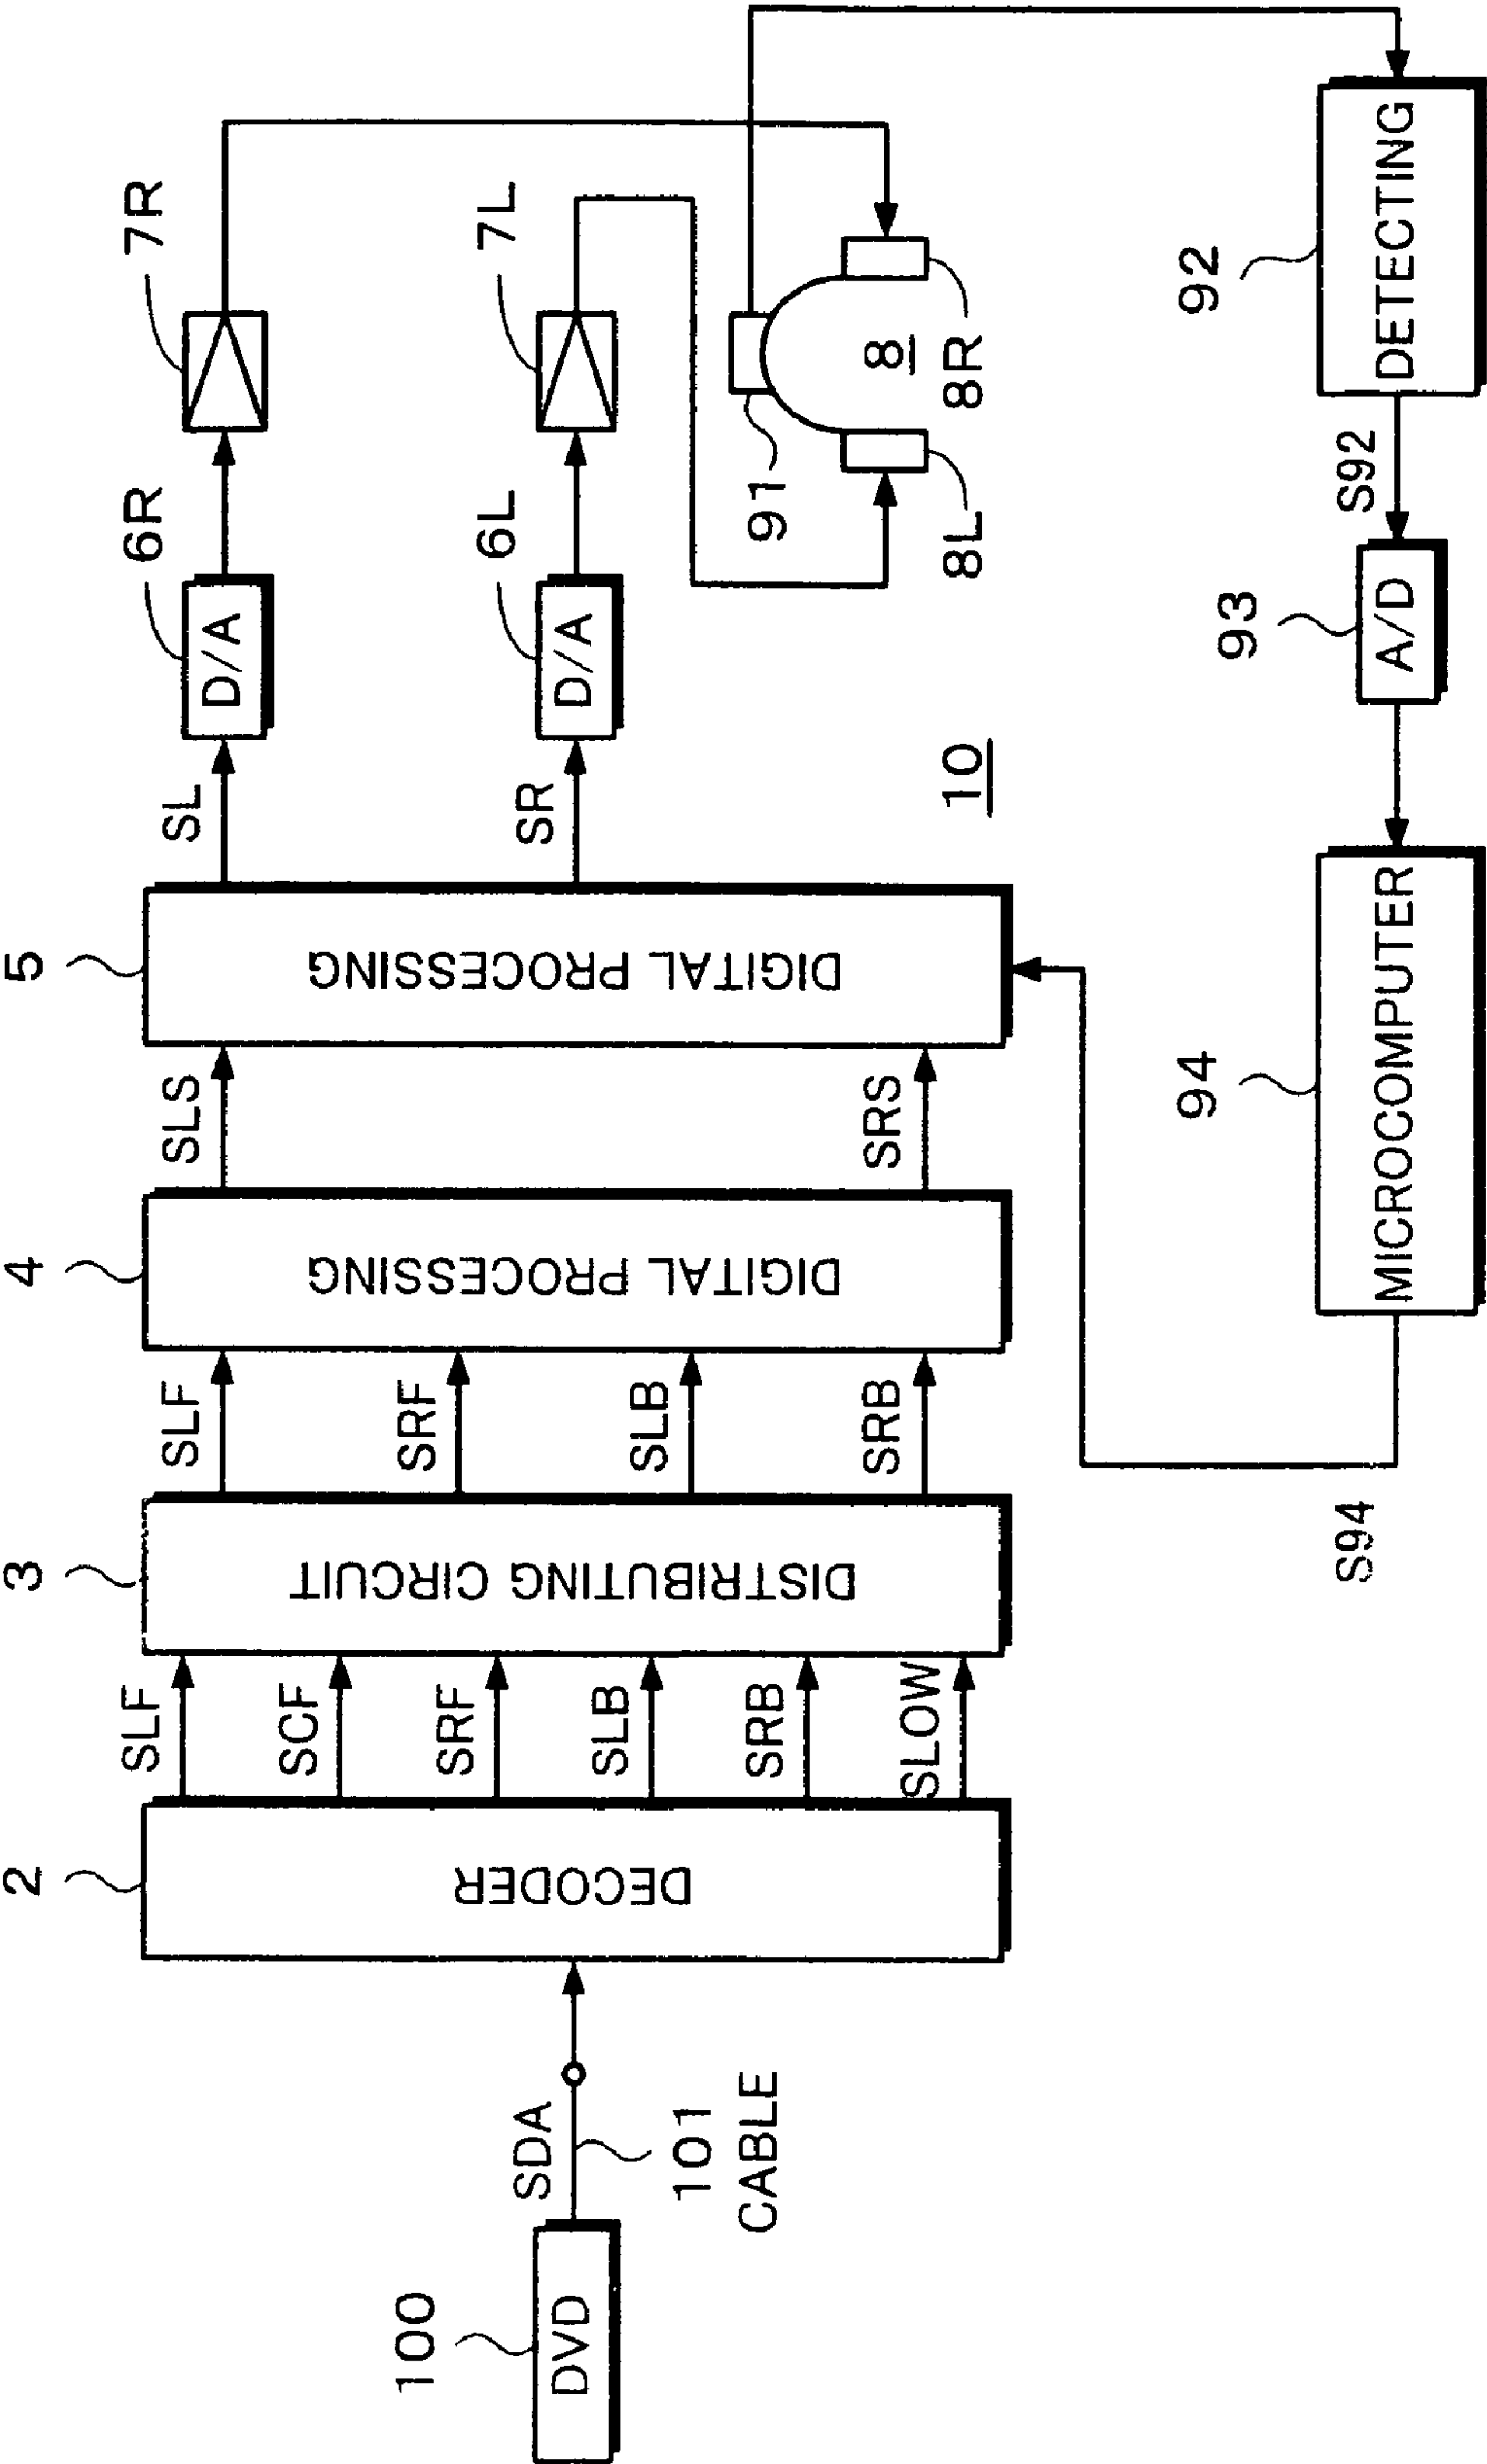 100
DVD
SDA
101
CABLE
2
DECODER
SLF
SCF
SRF
SLB
SRB
SLOW
3
DISTRIBUTING CIRCUIT
SLF
SRF
SLB
SRB
4
DIGITAL PROCESSING
SLS
SRS
5
DIGITAL PROCESSING
SL
SR
6R
D/A
6L
D/A
7R
7L
91
8
8L
8R
10
92
DETECTING
S92
93
A/D
94
MICROCOMPUTER
S94